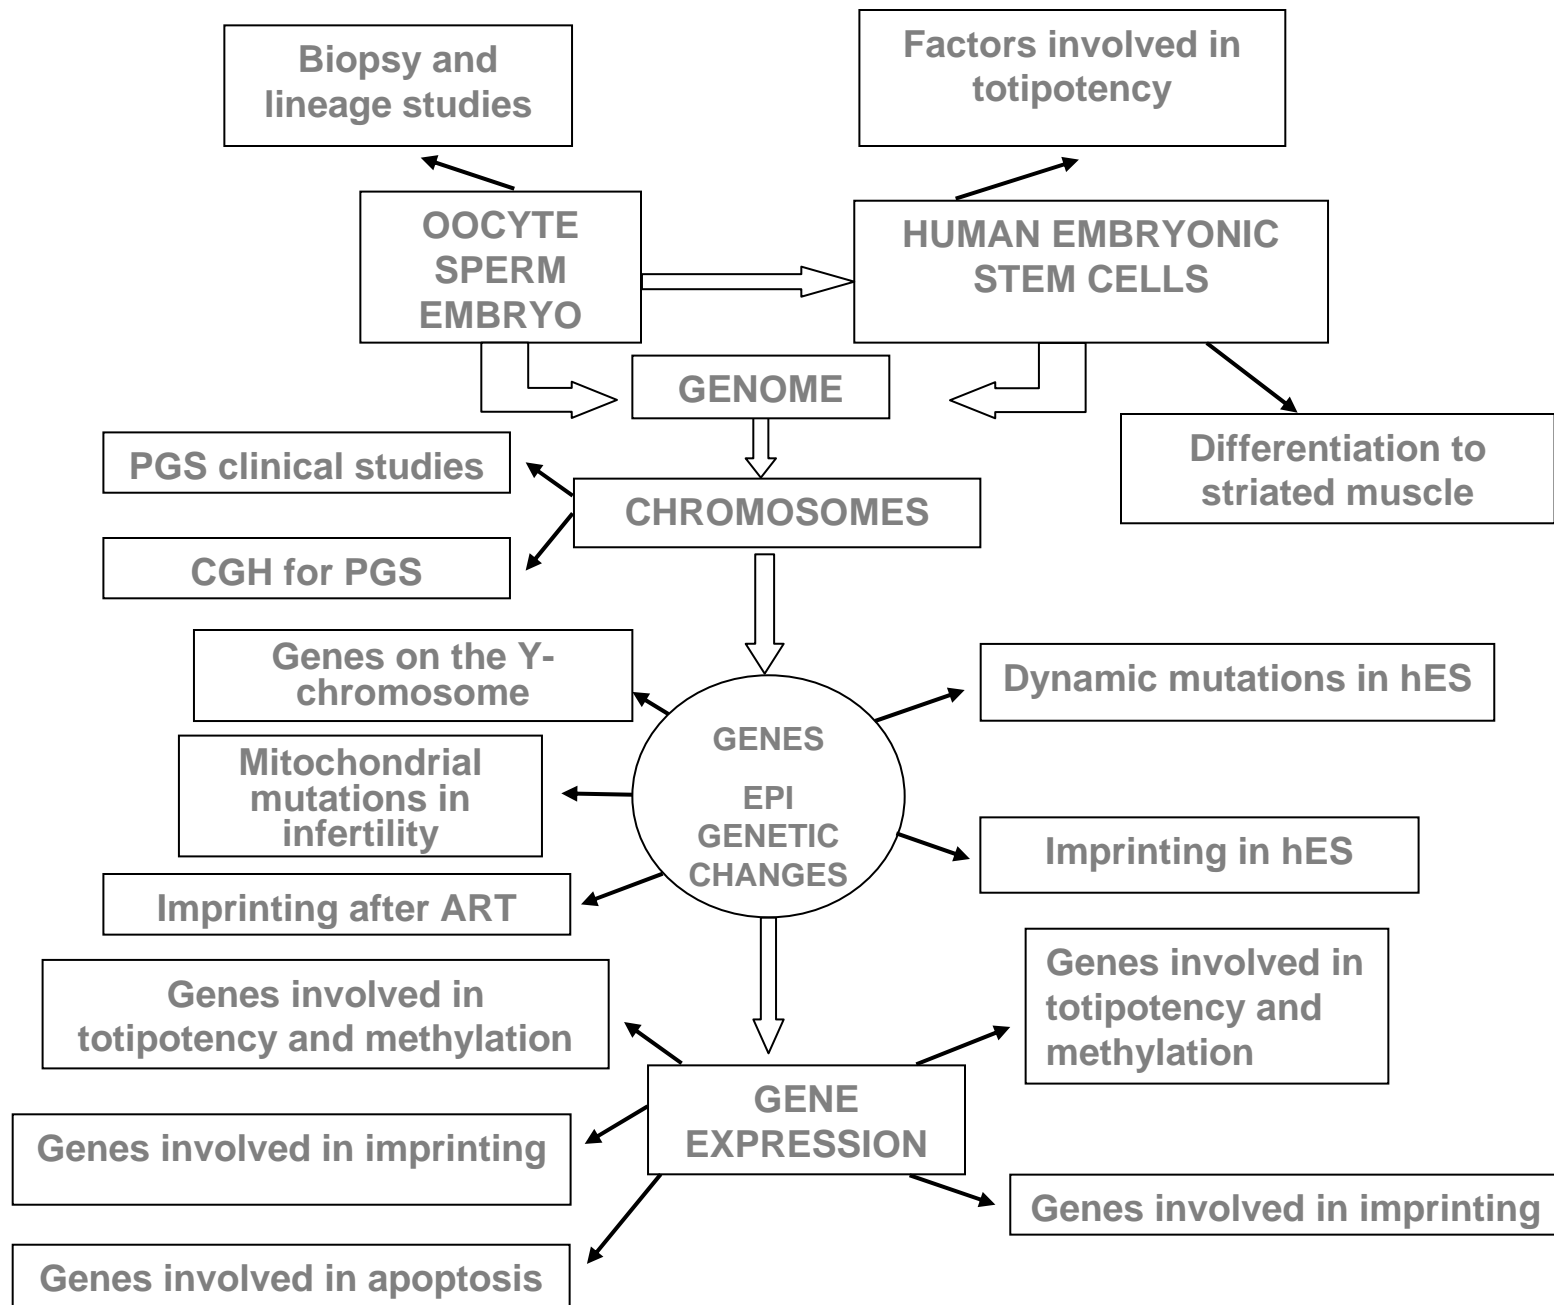 Biopsy and
lineage studies
Factors involved in
totipotency
OOCYTE
SPERM
EMBRYO
HUMAN EMBRYONIC
STEM CELLS
GENOME
PGS clinical studies
CHROMOSOMES
Differentiation to
striated muscle
CGH for PGS
Genes on the Y-
chromosome
Dynamic mutations in hES
GENES
EPI
GENETIC
CHANGES
Mitochondrial
mutations in
infertility
Imprinting in hES
Imprinting after ART
Genes involved in
totipotency and methylation
Genes involved in
totipotency and
methylation
GENE
EXPRESSION
Genes involved in imprinting
Genes involved in imprinting
Genes involved in apoptosis